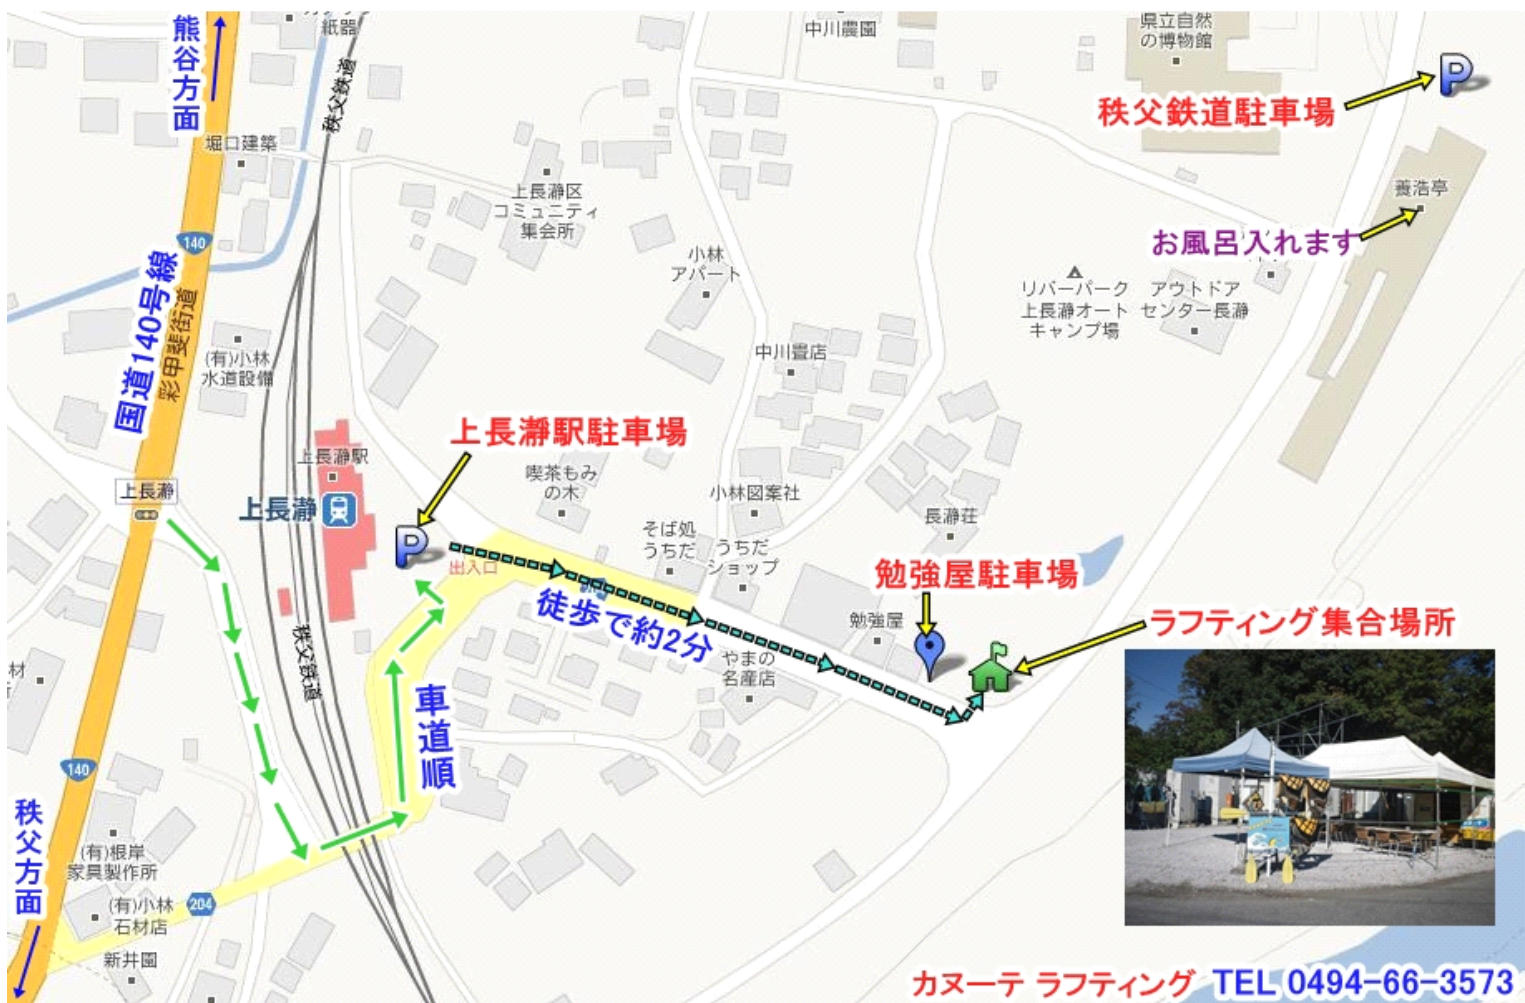 熊谷方面
紙器
秩父鉄道
中川農園
県立自然
の博物館
秩父鉄道駐車場
堀口建築
上長瀞区
コミュニティ
集会所
養浩亭
お風呂入れます
140
国道140号線
彩甲斐街道
小林
アパート
リバーパーク
上長瀞オート
キャンプ場
アウトドア
センター長瀞
(有)小林
水道設備
中川畳店
上長瀞駅駐車場
上長瀞駅
喫茶もみ
の木
上長瀞
上長瀞
小林図案社
長瀞荘
そば処
うちだ
うちだ
ショップ
出入口
勉強屋駐車場
徒歩で約2分
勉強屋
ラフティング集合場所
秩父鉄道
やまの
名産店
材
車道順
140
秩父方面
(有)根岸
家具製作所
204
(有)小林
石材店
新井園
カヌーテ ラフティング TEL 0494-66-3573